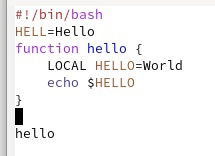 #!/bin/bash
HELL=Hello
function hello {
    LOCAL HELLO=World
    echo $HELLO
}
hello